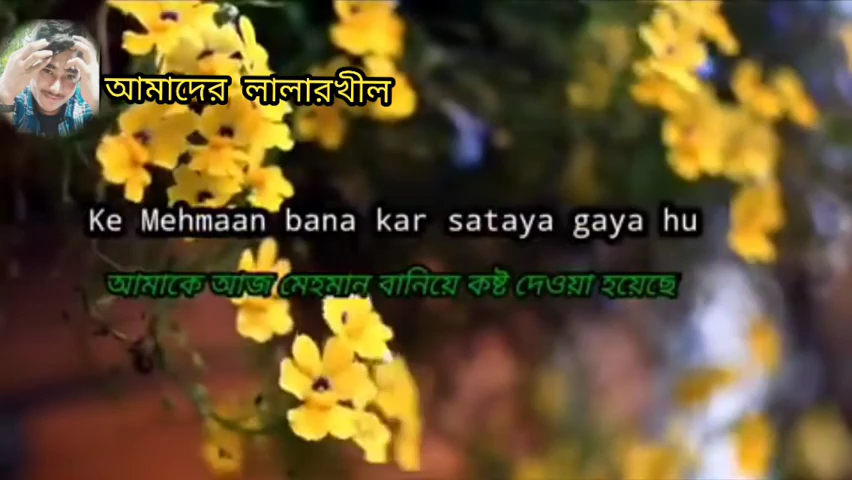 আমাদের লালারখীল
Ke Mehmaan bana kar sataya gaya hu
আমাকে আজ মেহমান বানিয়ে কষ্ট দেওয়া হয়েছে